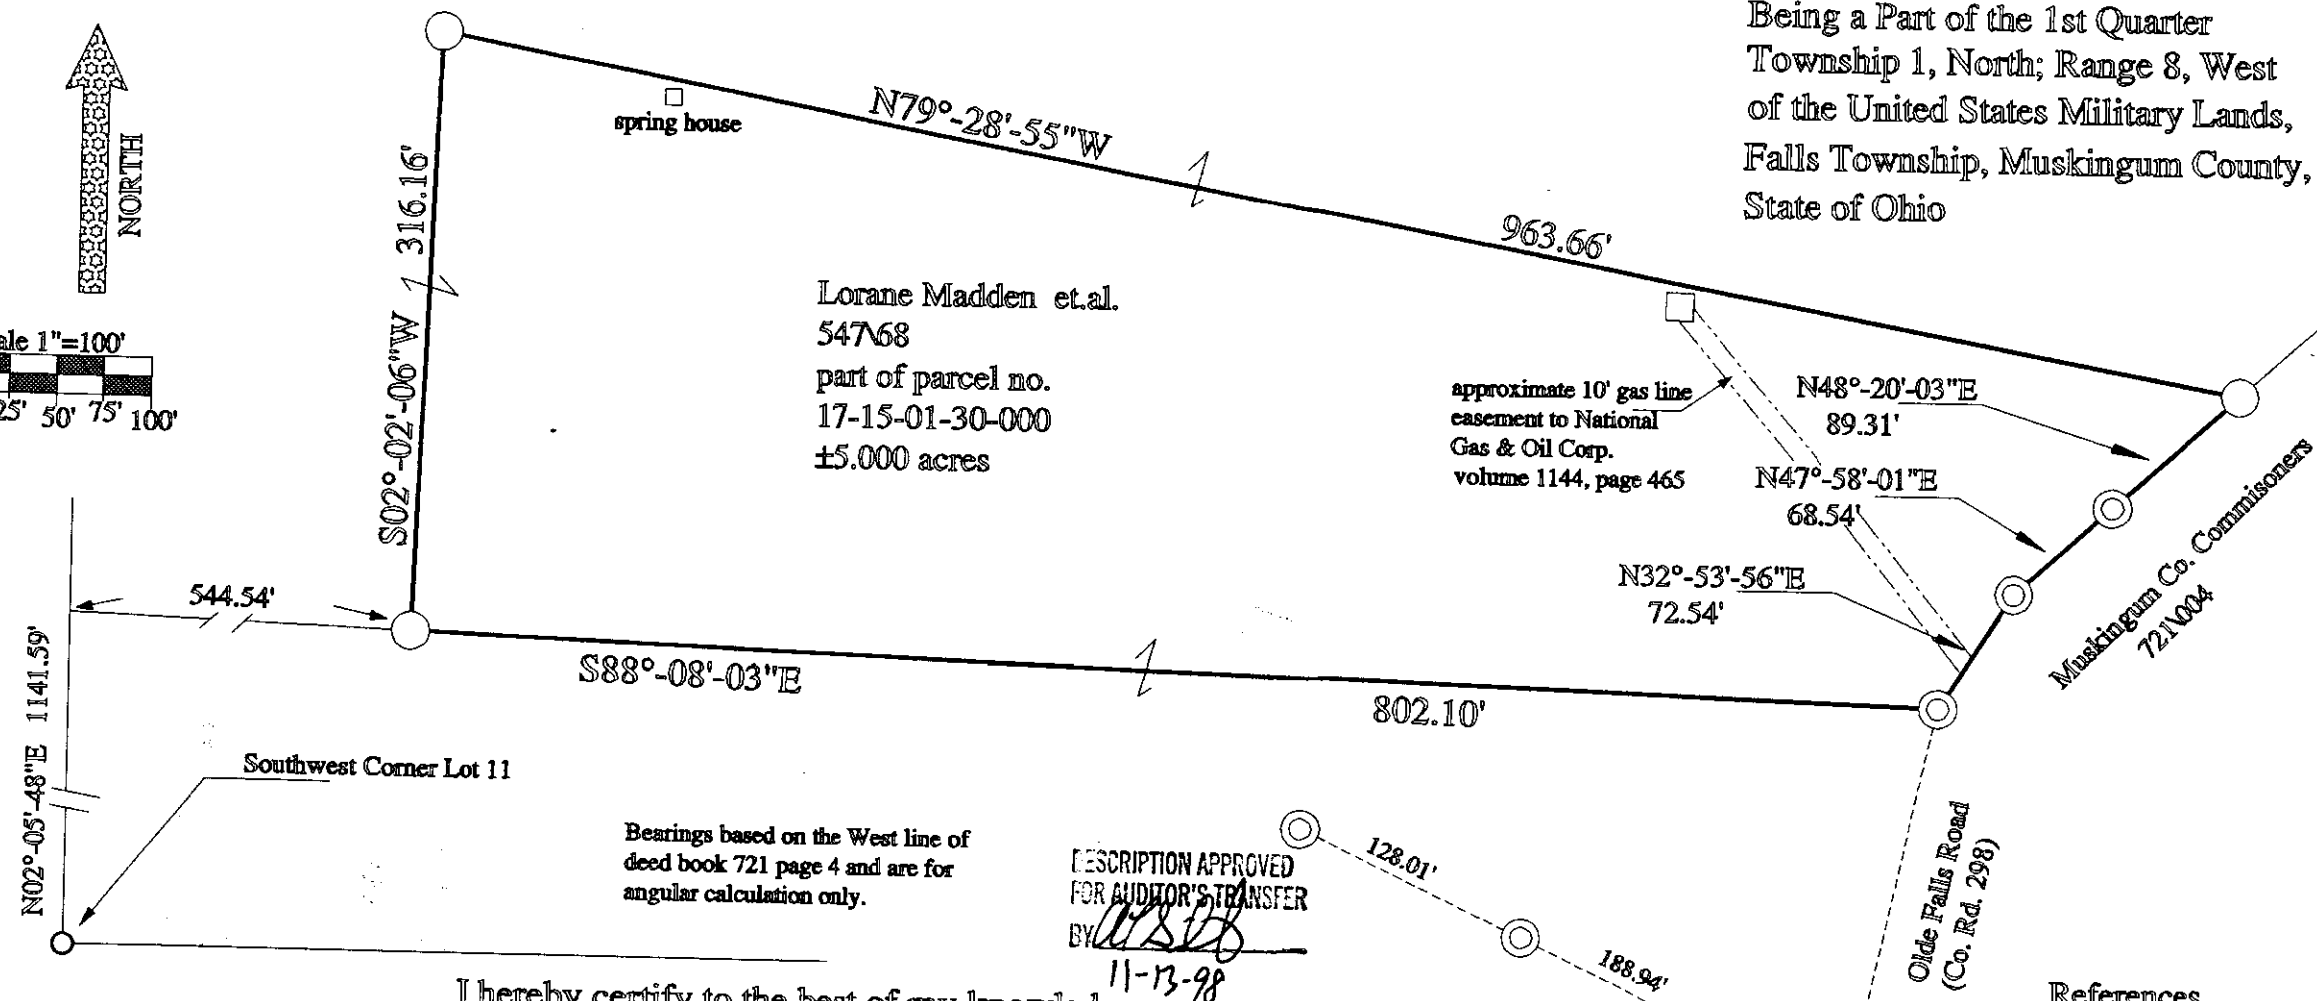 Being a Part of the 1st Quarter
Township 1, North; Range 8, West
of the United States Military Lands,
Falls Township, Muskingum County,
State of Ohio
NORTH
1"=100'
50' 75' 100'
spring house
N79°-28'-55"W
963.66'
S02°-02'-06"W 316.16'
Lorane Madden et.al.
547\68
part of parcel no.
17-15-01-30-000
±5.000 acres
approximate 10' gas line
easement to National
Gas & Oil Corp.
volume 1144, page 465
N48°-20'-03"E
89.31'
N47°-58'-01"E
68.54'
N32°-53'-56"E
72.54'
Muskingum Co. Commisoners
721\004
544.54'
S88°-08'-03"E
802.10'
N02°-05'-48"E 1141.59'
Southwest Corner Lot 11
Bearings based on the West line of
deed book 721 page 4 and are for
angular calculation only.
DESCRIPTION APPROVED
FOR AUDITOR'S TRANSFER
BY
11-13-98
128.01'
188.94'
Olde Falls Road
(Co. Rd. 298)
I hereby certify to the best of my
References